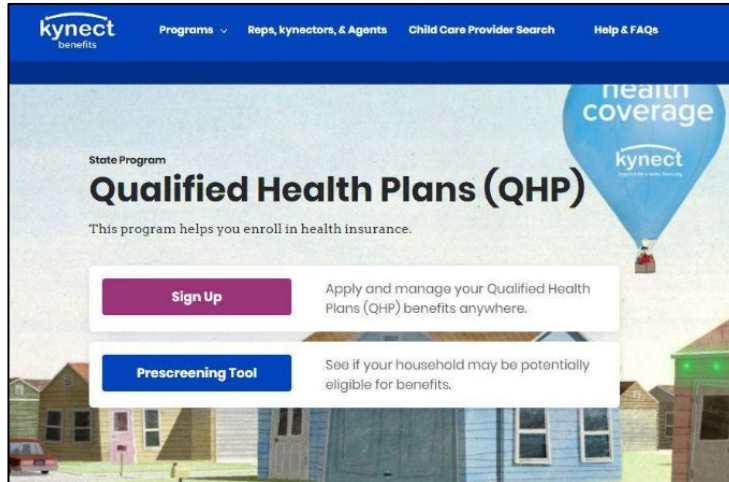 kynect
benefits
Programs
Reps, kynectors, & Agents
Child Care Provider Search
Help & FAQs
health
coverage
kynect
State Program
Qualified Health Plans (QHP)
This program helps you enroll in health insurance.
Sign Up
Apply and manage your Qualified Health
Plans (QHP) benefits anywhere.
Prescreening Tool
See if your household may be potentially
eligible for benefits.